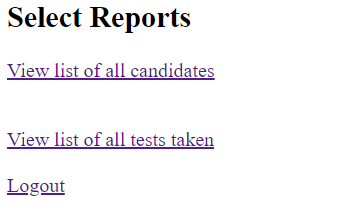 Select Reports
View list of all candidates
View list of all tests taken
Logout